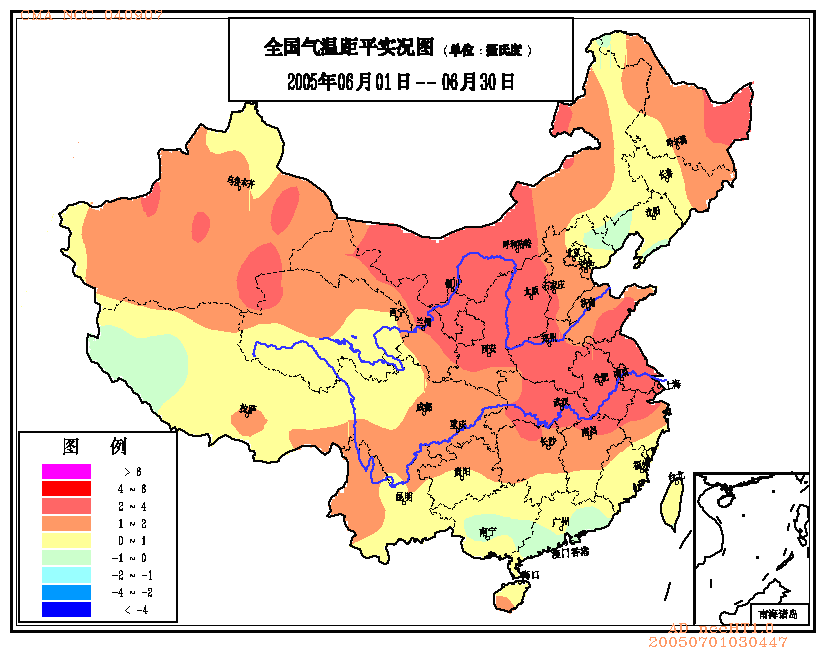 CMA NCC 040902
全国气温距平实况图 (单位:摄氏度)
2005年06月01日--06月30日
哈尔滨
长春
乌鲁木齐
沈阳
呼和浩特
北京
天津
银川
太原
石家庄
济南
西宁
兰州
郑州
西安
合肥
南京
上海
拉萨
成都
武汉
重庆
长沙
南昌
贵阳
福州
昆明
台北
南宁
广州
澳门香港
海口
图 例
> 6
4 ~ 6
2 ~ 4
1 ~ 2
0 ~ 1
-1 ~ 0
-2 ~ -1
-4 ~ -2
< -4
南海诸岛
20050701030447